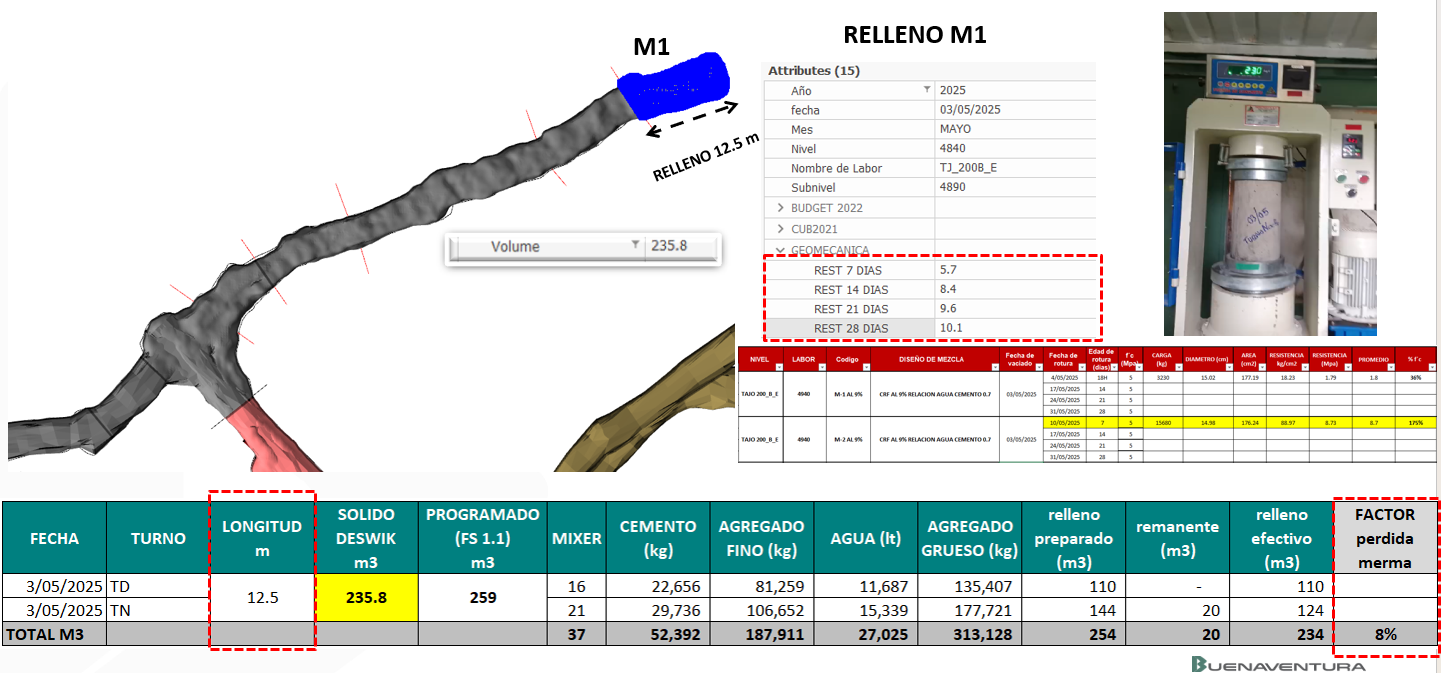 M1
RELLENO 12.5 m
Volume 235.8
RELLENO M1
Attributes (15)
Año 2025
fecha 03/05/2025
Mes MAYO
Nivel 4840
Nombre de Labor TJ_200B_E
Subnivel 4890
BUDGET 2022
CUB2021
GEOMECANICA
REST 7 DIAS 5.7
REST 14 DIAS 8.4
REST 21 DIAS 9.6
REST 28 DIAS 10.1
03/05
NIVEL LABOR Codigo DISEÑO DE MEZCLA Fecha de vaciado Fecha de rotura Edad de rotura (dias) f´c (Mpa) CARGA (kg) DIAMETRO (cm) AREA (cm2) RESISTENCIA kg/cm2 RESISTENCIA (Mpa) PROMEDIO % f´c
TAJO 200_B_E 4940 M-1 AL 9% CRF AL 9% RELACION AGUA CEMENTO 0.7 03/05/2025
4/05/2025 18H 5 3230 15.02 177.19 18.23 1.79 1.8 36%
17/05/2025 14 5
24/05/2025 21 5
31/05/2025 28 5
TAJO 200_B_E 4940 M-2 AL 9% CRF AL 9% RELACION AGUA CEMENTO 0.7 03/05/2025
10/05/2025 7 5 15680 14.98 176.24 88.97 8.73 8.7 175%
17/05/2025 14 5
24/05/2025 21 5
31/05/2025 28 5
FECHA TURNO LONGITUD m SOLIDO DESWIK m3 PROGRAMADO (FS 1.1) m3 MIXER CEMENTO (kg) AGREGADO FINO (kg) AGUA (lt) AGREGADO GRUESO (kg) relleno preparado (m3) remanente (m3) relleno efectivo (m3) FACTOR perdida merma
3/05/2025 TD 12.5 235.8 259 16 22,656 81,259 11,687 135,407 110 - 110
3/05/2025 TN 21 29,736 106,652 15,339 177,721 144 20 124
TOTAL M3 37 52,392 187,911 27,025 313,128 254 20 234 8%
BUENAVENTURA